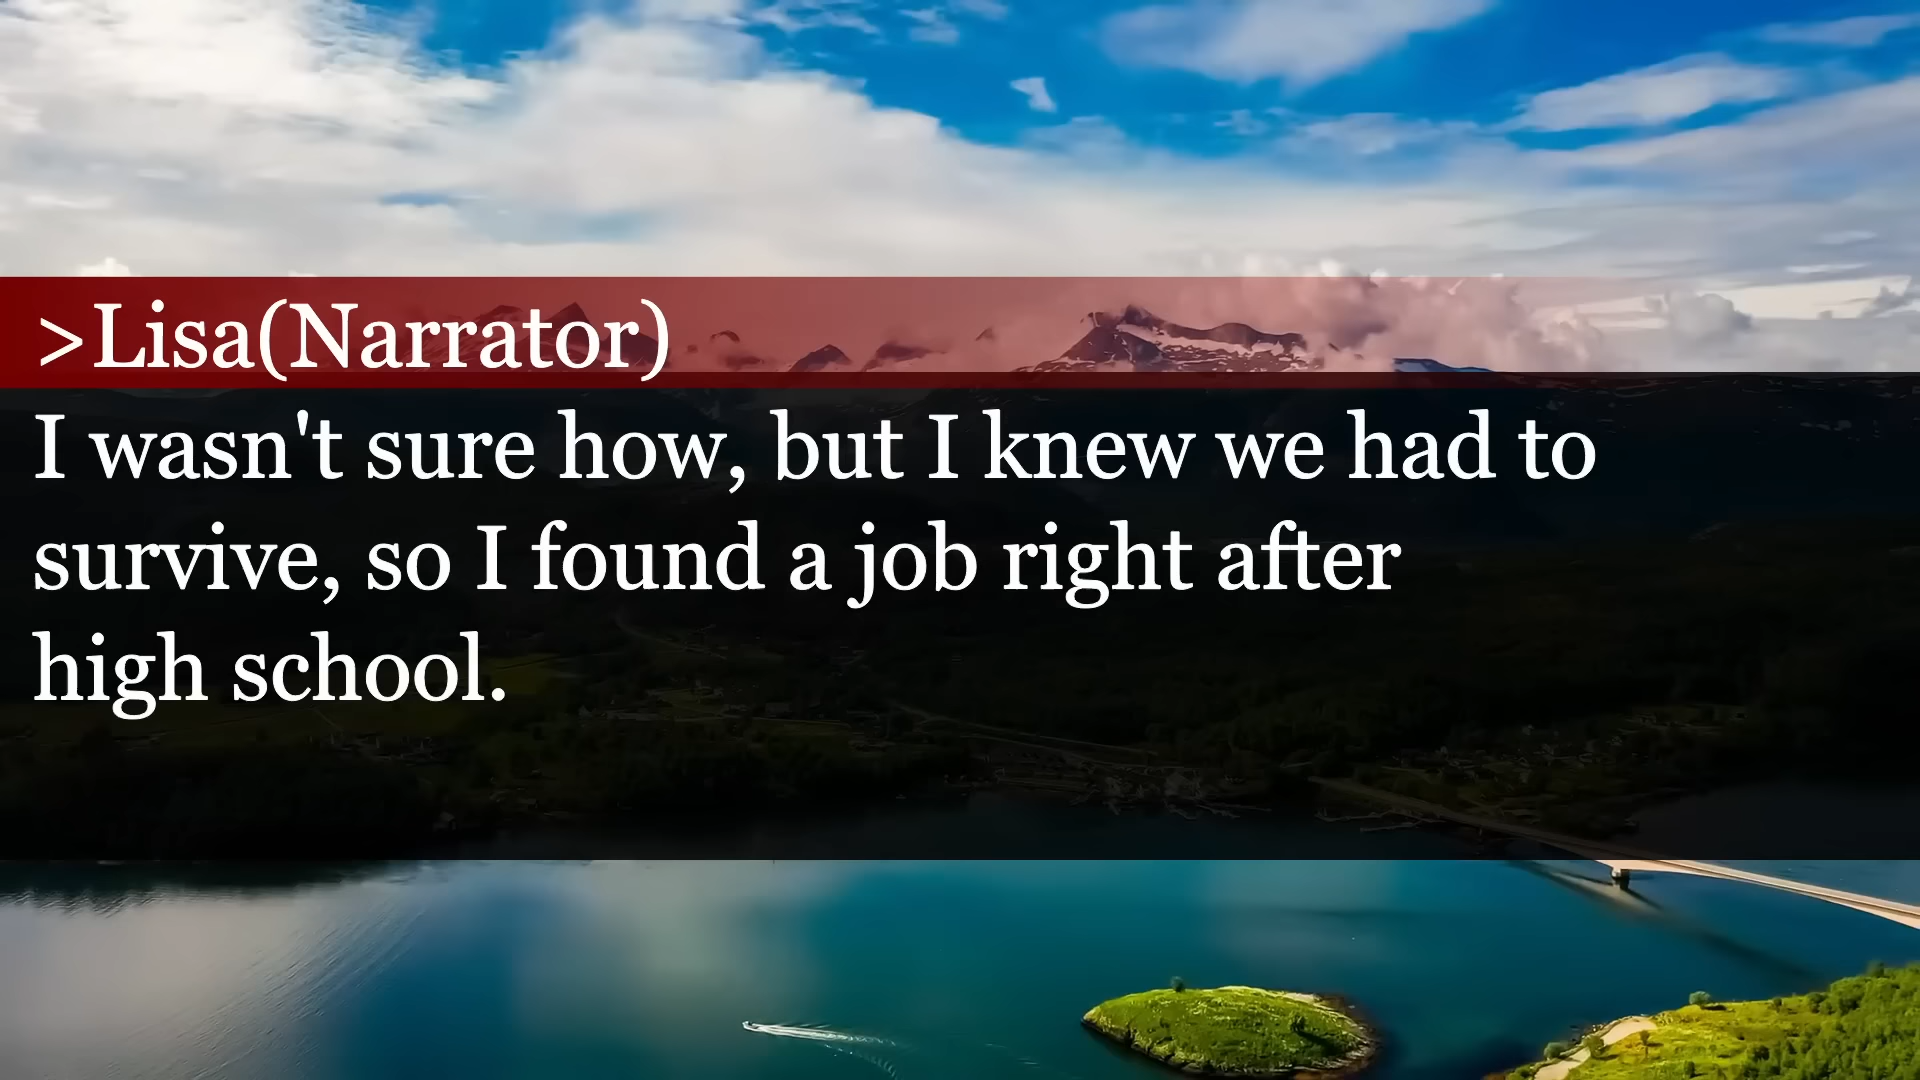 >Lisa(Narrator)
I wasn't sure how, but I knew we had to
survive, so I found a job right after
high school.